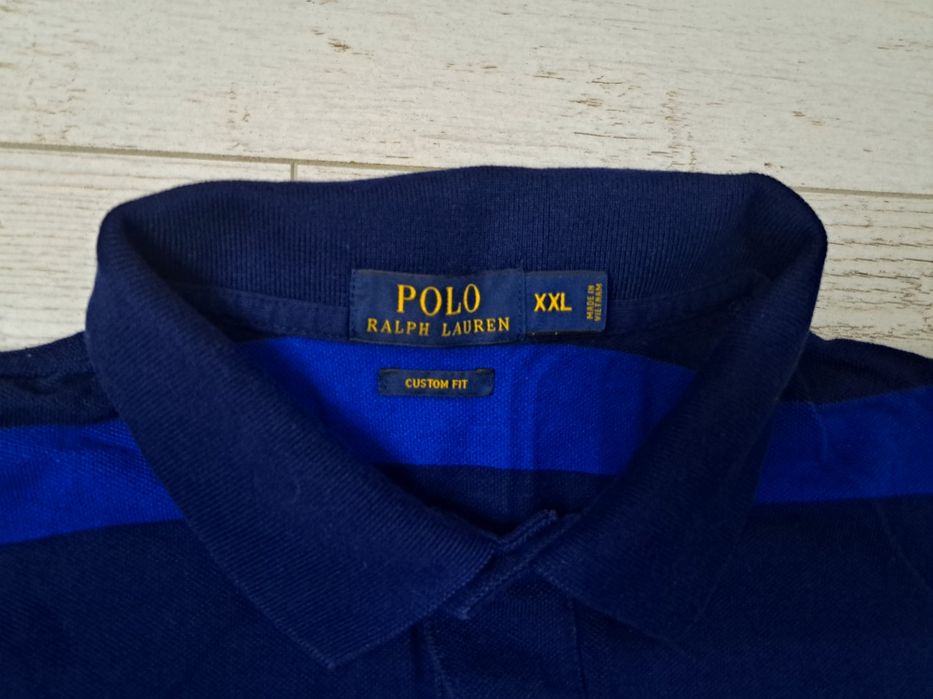 POLO
RALPH LAUREN
XXL
MADE IN
VIETNAM
CUSTOM FIT